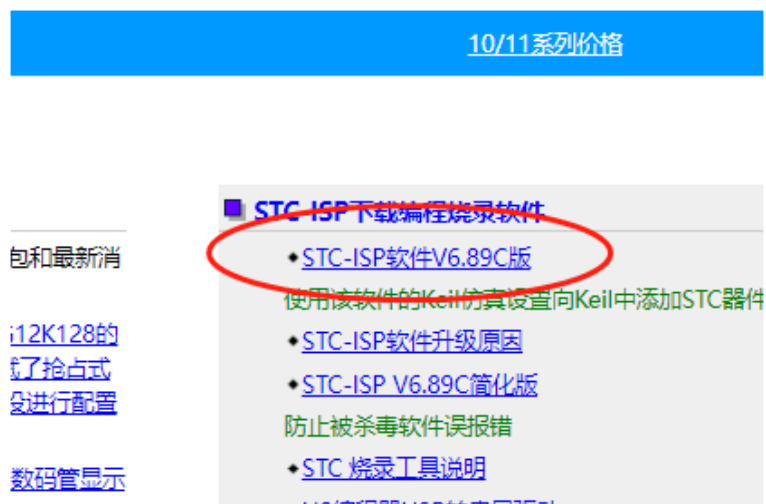 10/11系列价格
STC-ISP下载编程烧录软件
包和最新消
STC-ISP软件V6.89C版
使用该软件的Keil仿真设置向Keil中添加STC器件
12K128的
STC-ISP软件升级原因
了抢占式
STC-ISP V6.89C简化版
进行配置
防止被杀毒软件误报错
数码管显示
STC 烧录工具说明